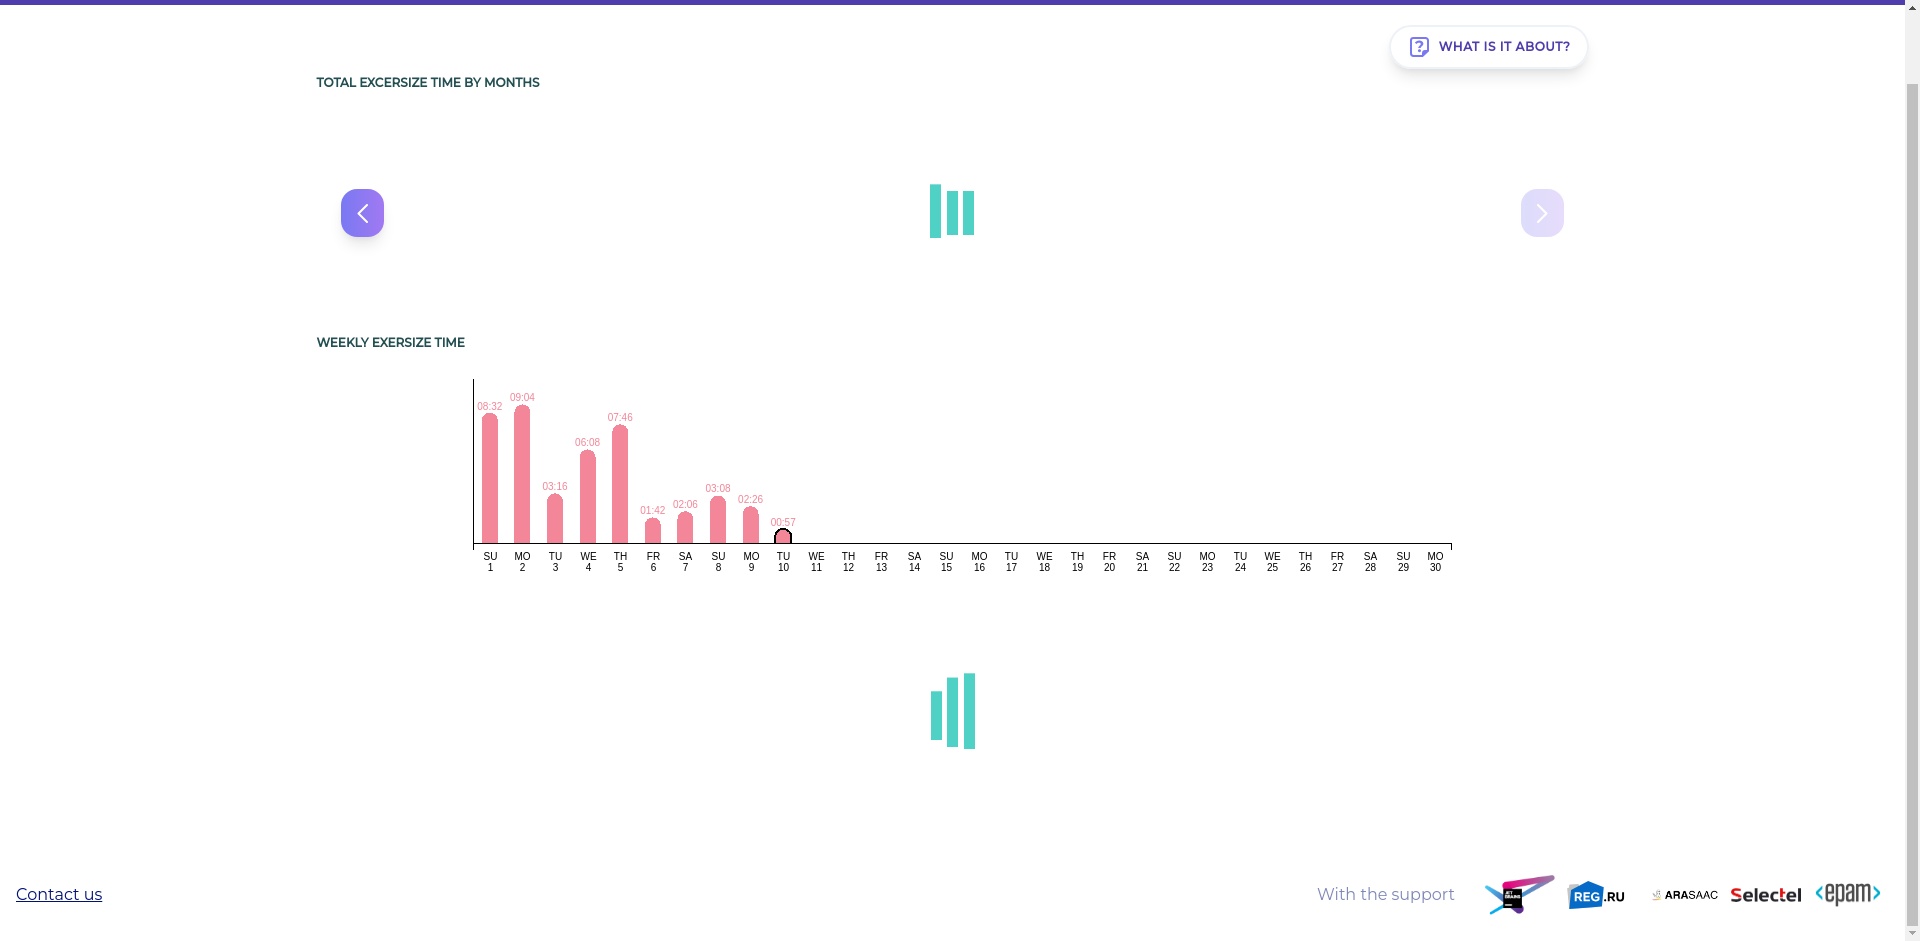 WHAT IS IT ABOUT?
TOTAL EXCERSIZE TIME BY MONTHS
WEEKLY EXERSIZE TIME
08:32 09:04 03:16 06:08 07:46 01:42 02:06 03:08 02:26 00:57
SU MO TU WE TH FR SA SU MO TU WE TH FR SA SU MO TU WE TH FR SA SU MO TU WE TH FR SA SU MO
1 2 3 4 5 6 7 8 9 10 11 12 13 14 15 16 17 18 19 20 21 22 23 24 25 26 27 28 29 30
Contact us
With the support
JET BRAINS
REG.RU
ARASAAC
Selectel
<epam>